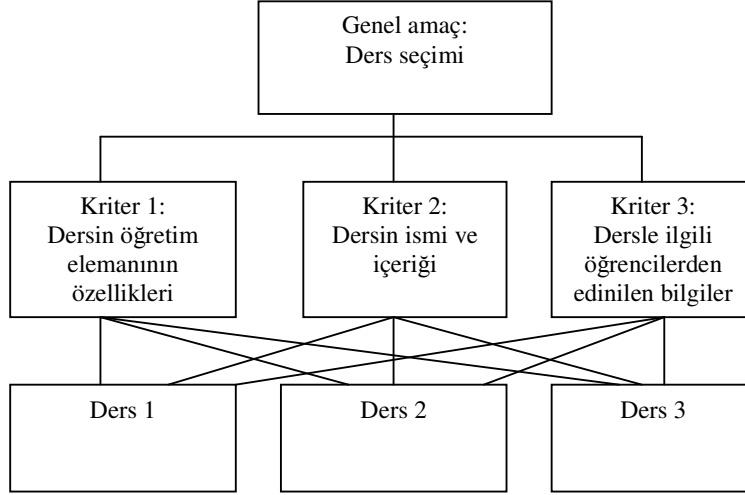 Genel amaç:
Ders seçimi
Kriter 1:
Dersin öğretim
elemanının
özellikleri
Kriter 2:
Dersin ismi ve
içeriği
Kriter 3:
Dersle ilgili
öğrencilerden
edinilen bilgiler
Ders 1
Ders 2
Ders 3